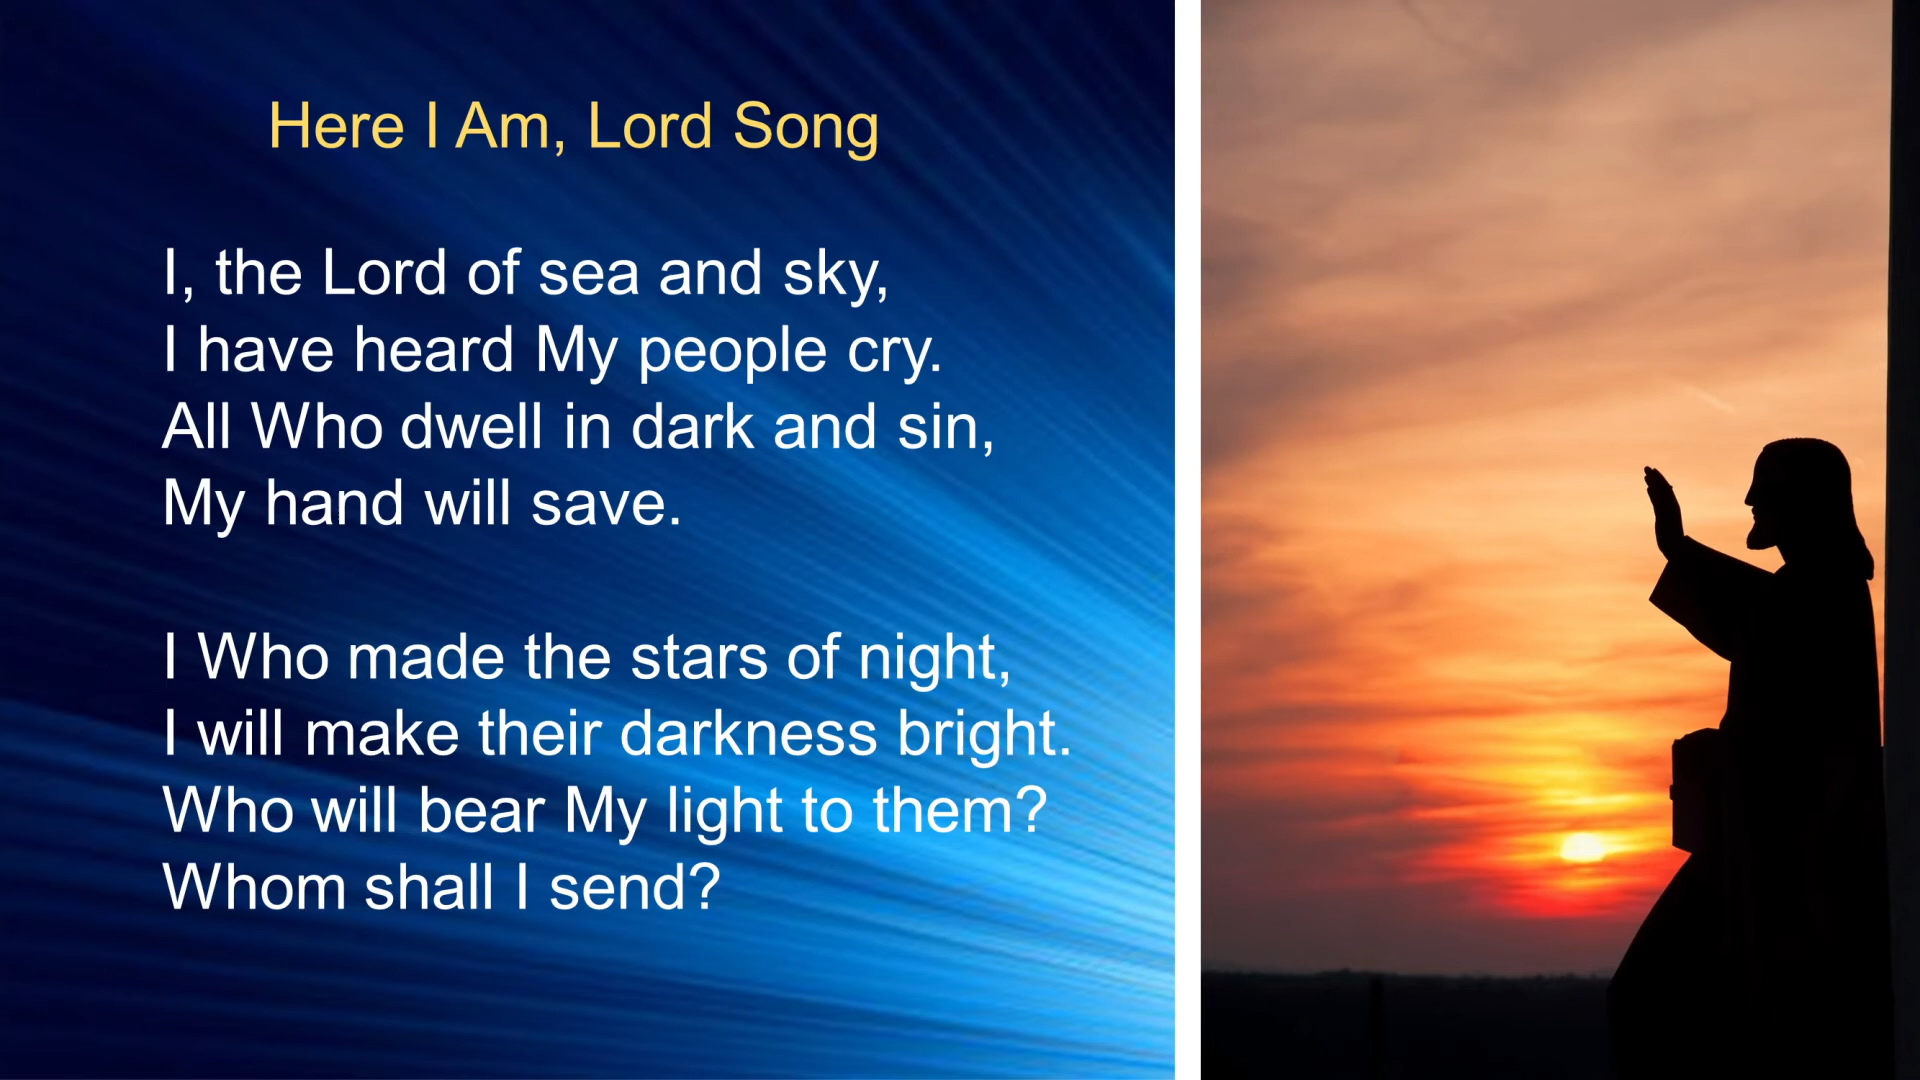 Here I Am, Lord Song
I, the Lord of sea and sky,
I have heard My people cry.
All Who dwell in dark and sin,
My hand will save.
I Who made the stars of night,
I will make their darkness bright.
Who will bear My light to them?
Whom shall I send?